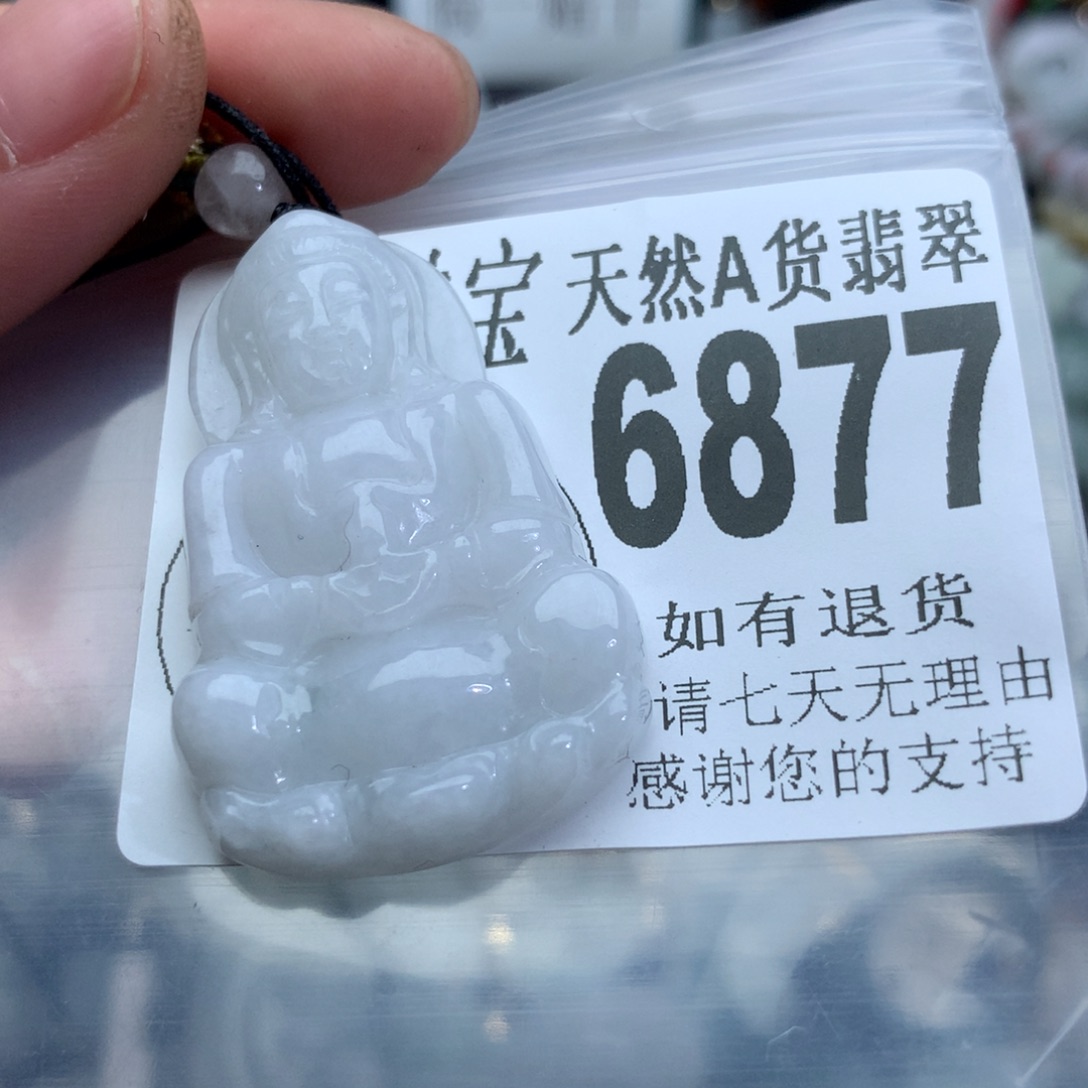 宝 天然A货翡翠
6877
如有退货
请七天无理由
感谢您的支持